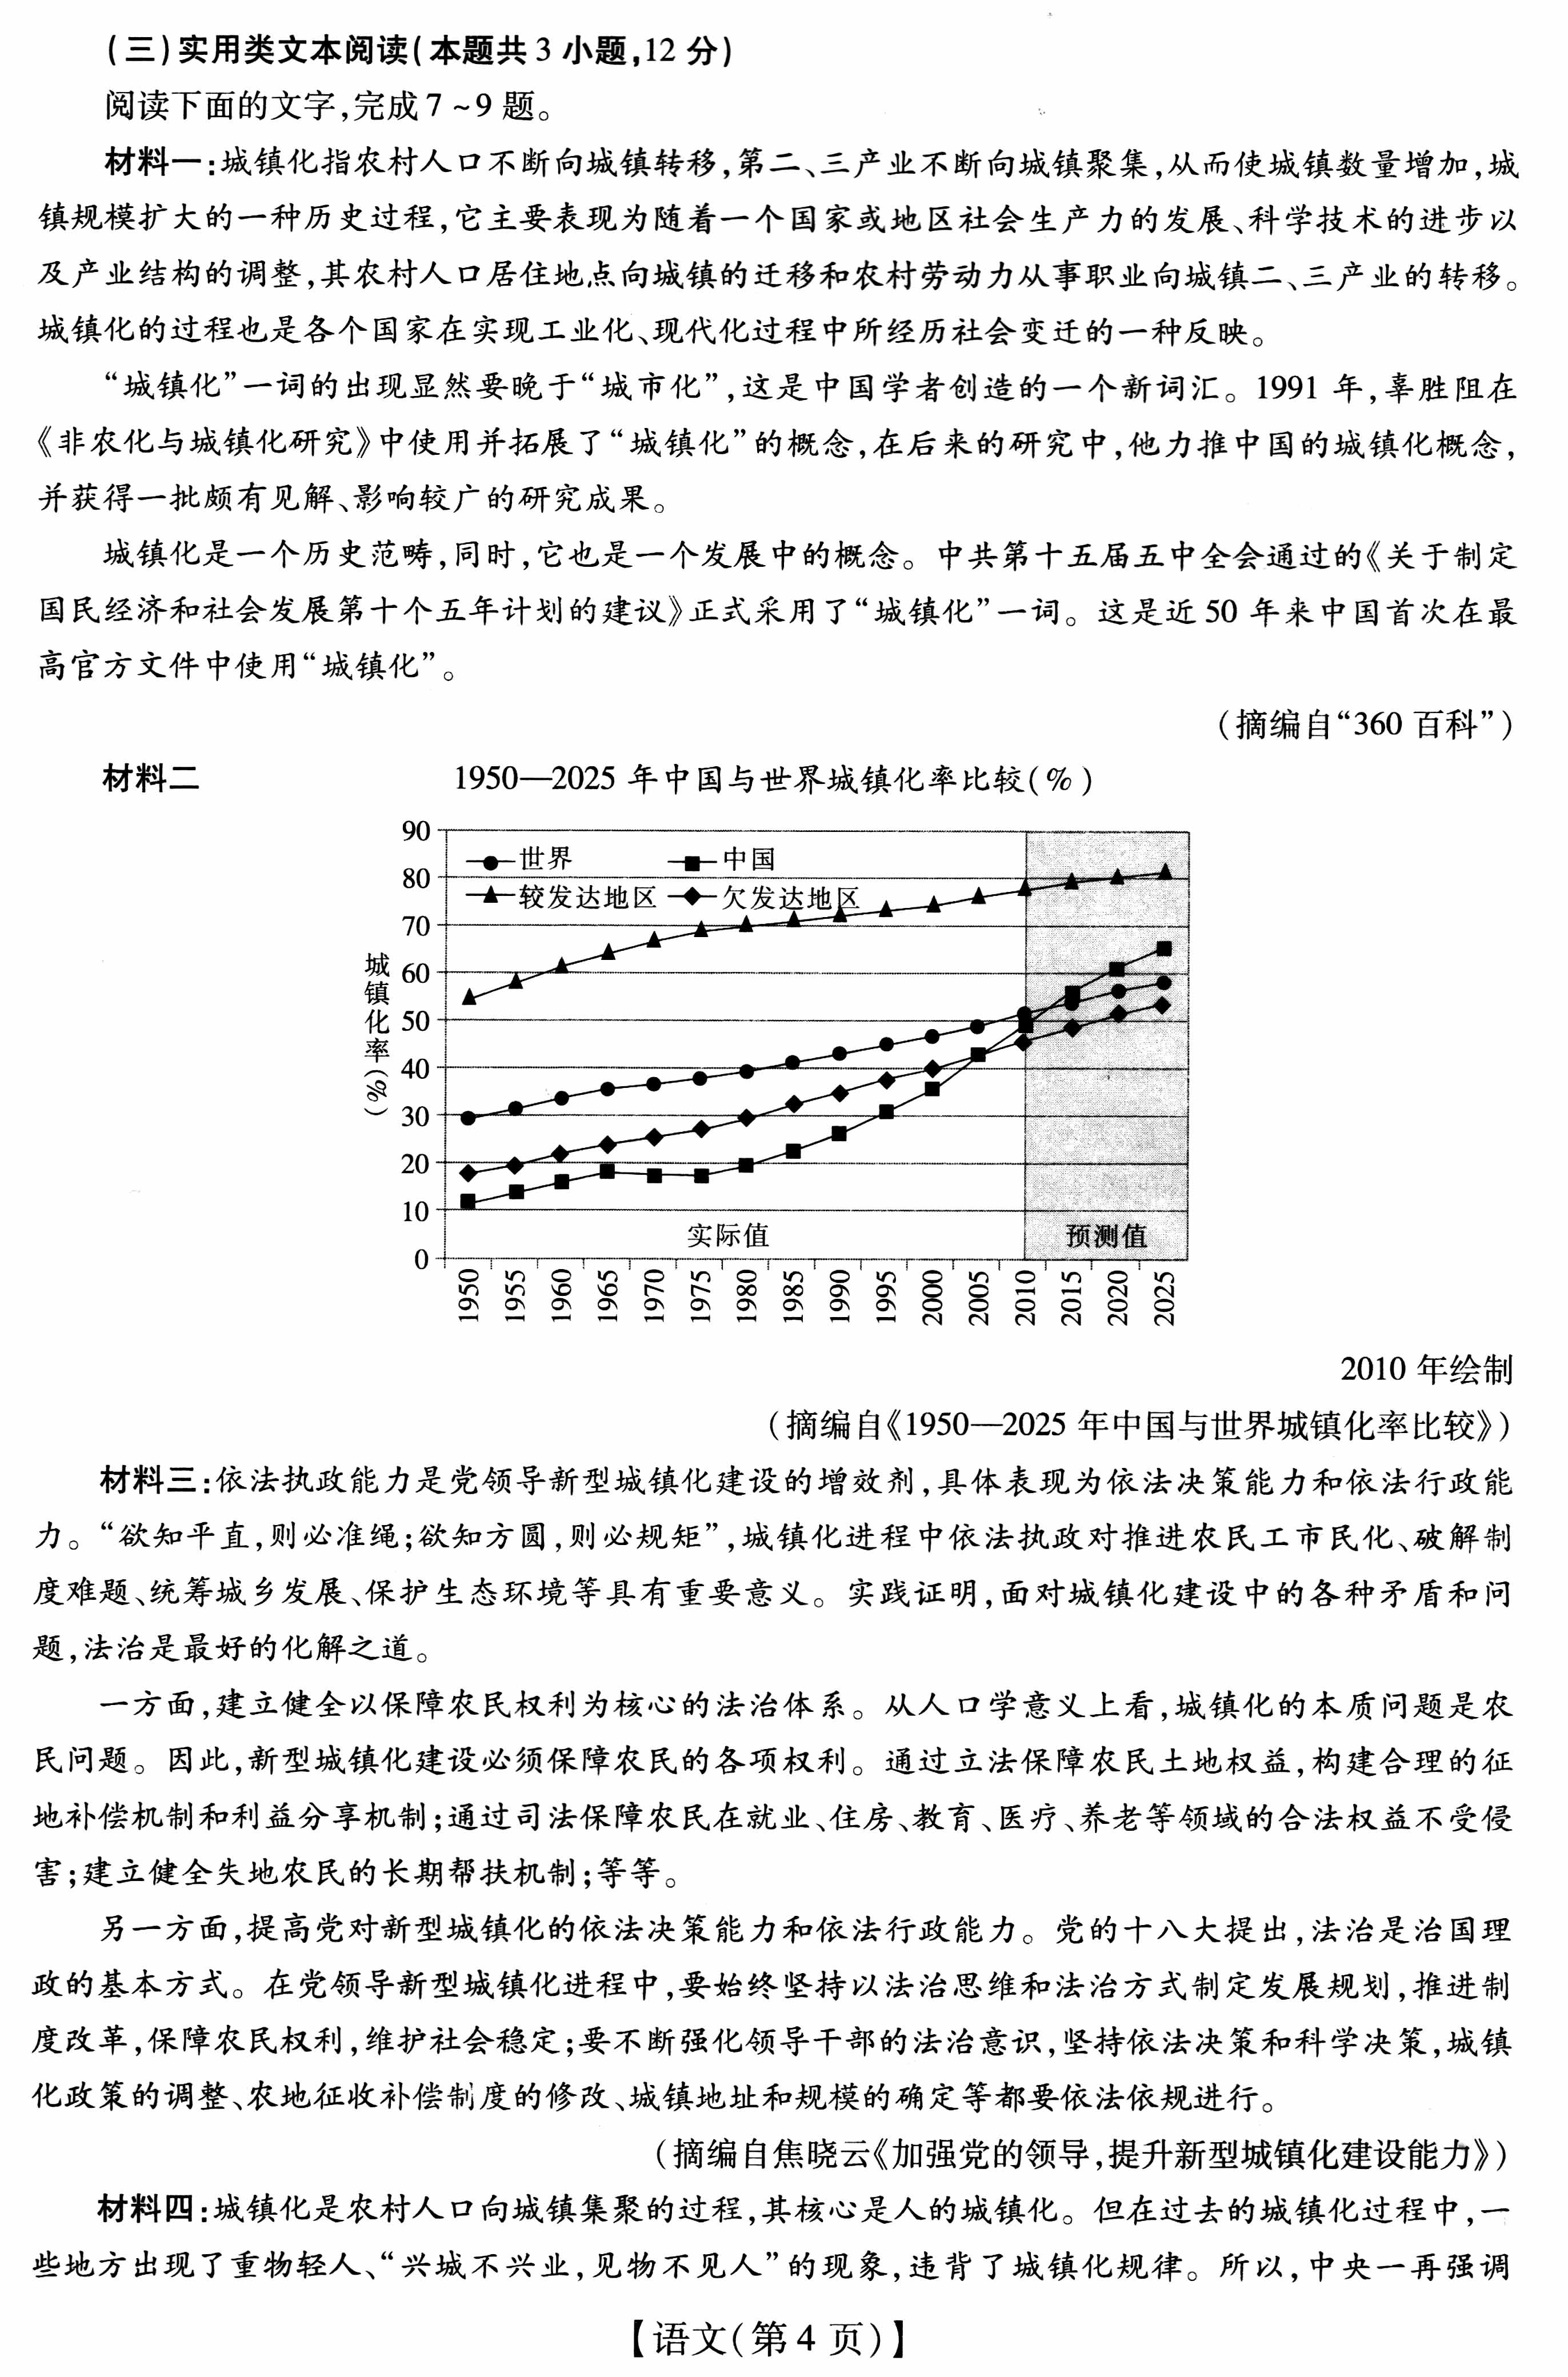 (三)实用类文本阅读(本题共3小题,12分)
阅读下面的文字,完成7~9题。
材料一:城镇化指农村人口不断向城镇转移,第二、三产业不断向城镇聚集,从而使城镇数量增加,城
镇规模扩大的一种历史过程,它主要表现为随着一个国家或地区社会生产力的发展、科学技术的进步以
及产业结构的调整,其农村人口居住地点向城镇的迁移和农村劳动力从事职业向城镇二、三产业的转移。
城镇化的过程也是各个国家在实现工业化、现代化过程中所经历社会变迁的一种反映。
“城镇化”一词的出现显然要晚于“城市化”,这是中国学者创造的一个新词汇。1991年,辜胜阻在
《非农化与城镇化研究》中使用并拓展了“城镇化”的概念,在后来的研究中,他力推中国的城镇化概念,
并获得一批颇有见解、影响较广的研究成果。
城镇化是一个历史范畴,同时,它也是一个发展中的概念。中共第十五届五中全会通过的《关于制定
国民经济和社会发展第十个五年计划的建议》正式采用了“城镇化”一词。这是近50年来中国首次在最
高官方文件中使用“城镇化”。
(摘编自“360百科”)
材料二 1950—2025年中国与世界城镇化率比较(%)
90
世界 中国
80
较发达地区 欠发达地区
70
城镇化率(%)
60
50
40
30
20
10
实际值 预测值
0
1950 1955 1960 1965 1970 1975 1980 1985 1990 1995 2000 2005 2010 2015 2020 2025
2010年绘制
(摘编自《1950—2025年中国与世界城镇化率比较》)
材料三:依法执政能力是党领导新型城镇化建设的增效剂,具体表现为依法决策能力和依法行政能
力。“欲知平直,则必准绳;欲知方圆,则必规矩”,城镇化进程中依法执政对推进农民工市民化、破解制
度难题、统筹城乡发展、保护生态环境等具有重要意义。实践证明,面对城镇化建设中的各种矛盾和问
题,法治是最好的化解之道。
一方面,建立健全以保障农民权利为核心的法治体系。从人口学意义上看,城镇化的本质问题是农
民问题。因此,新型城镇化建设必须保障农民的各项权利。通过立法保障农民土地权益,构建合理的征
地补偿机制和利益分享机制;通过司法保障农民在就业、住房、教育、医疗、养老等领域的合法权益不受侵
害;建立健全失地农民的长期帮扶机制;等等。
另一方面,提高党对新型城镇化的依法决策能力和依法行政能力。党的十八大提出,法治是治国理
政的基本方式。在党领导新型城镇化进程中,要始终坚持以法治思维和法治方式制定发展规划,推进制
度改革,保障农民权利,维护社会稳定;要不断强化领导干部的法治意识,坚持依法决策和科学决策,城镇
化政策的调整、农地征收补偿制度的修改、城镇地址和规模的确定等都要依法依规进行。
(摘编自焦晓云《加强党的领导,提升新型城镇化建设能力》)
材料四:城镇化是农村人口向城镇集聚的过程,其核心是人的城镇化。但在过去的城镇化过程中,一
些地方出现了重物轻人、“兴城不兴业,见物不见人”的现象,违背了城镇化规律。所以,中央一再强调
【语文(第4页)】